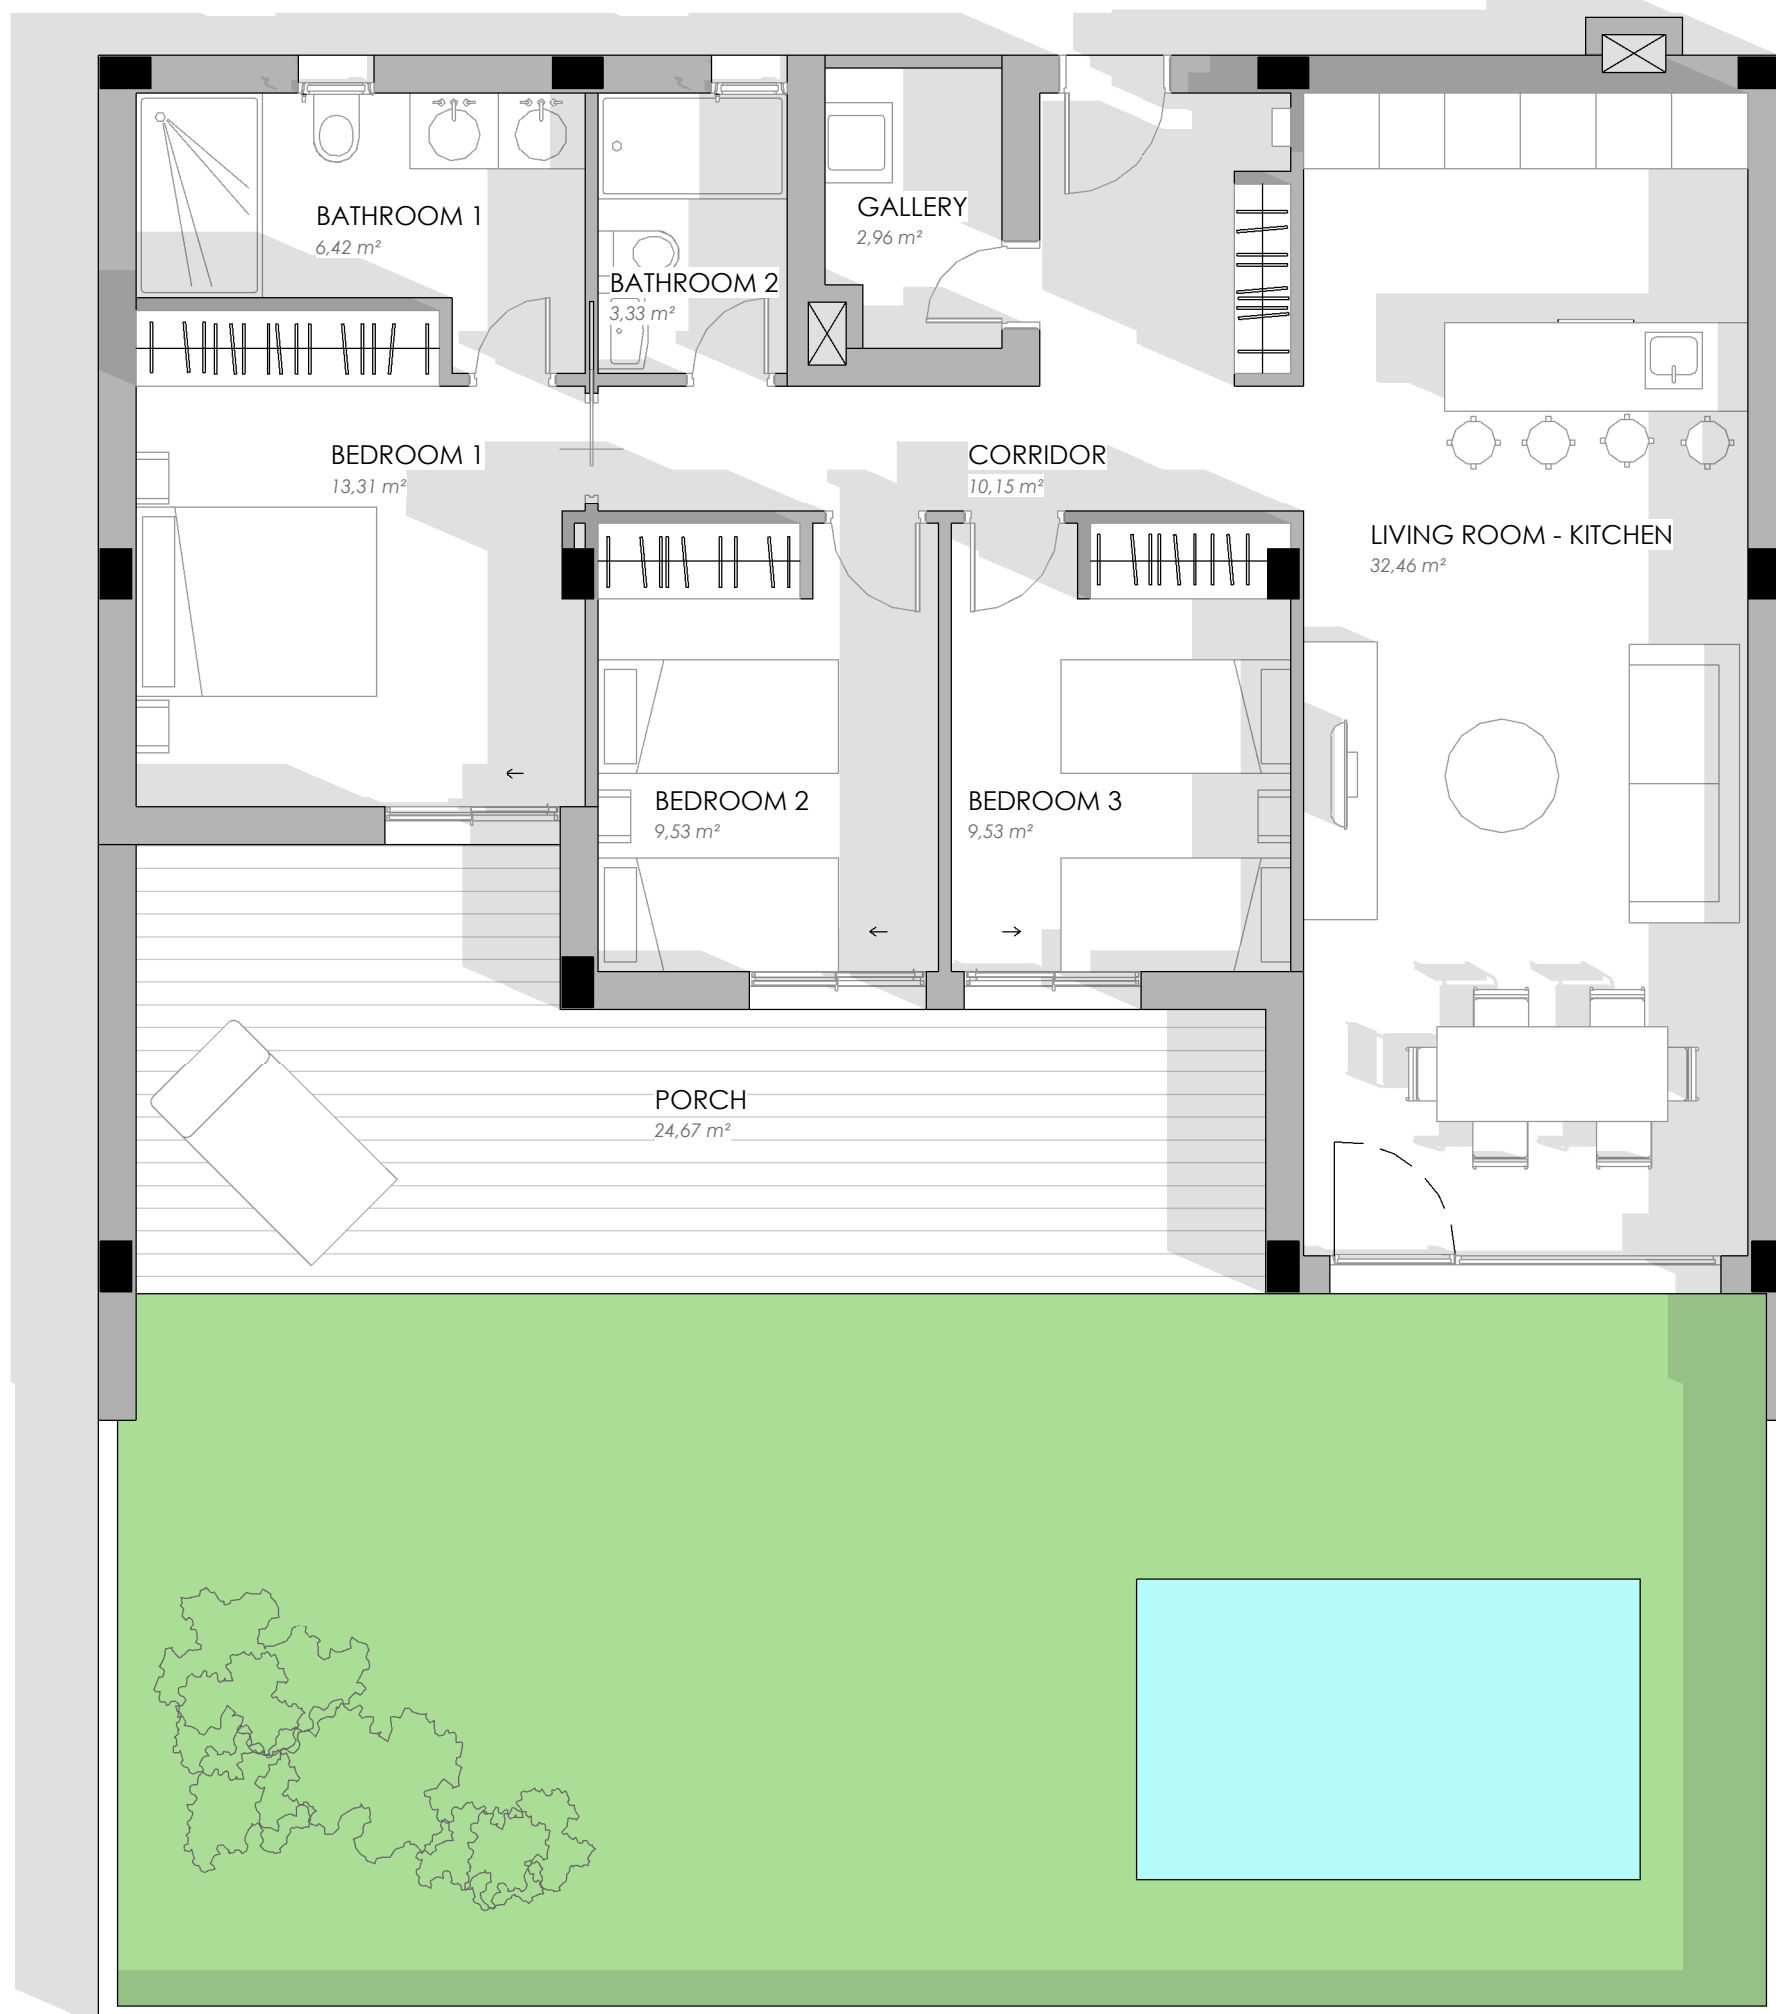 BATHROOM 1
6,42 m²
GALLERY
2,96 m²
BATHROOM 2
3,33 m²
BEDROOM 1
13,31 m²
CORRIDOR
10,15 m²
LIVING ROOM - KITCHEN
32,46 m²
BEDROOM 2
9,53 m²
BEDROOM 3
9,53 m²
PORCH
24,67 m²